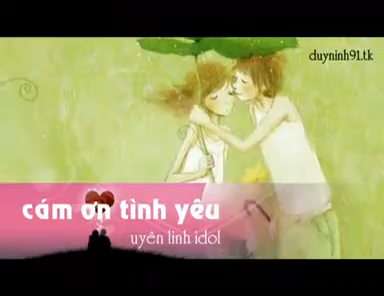 duyninh91.tk
cám ơn tình yêu
uyên linh idol